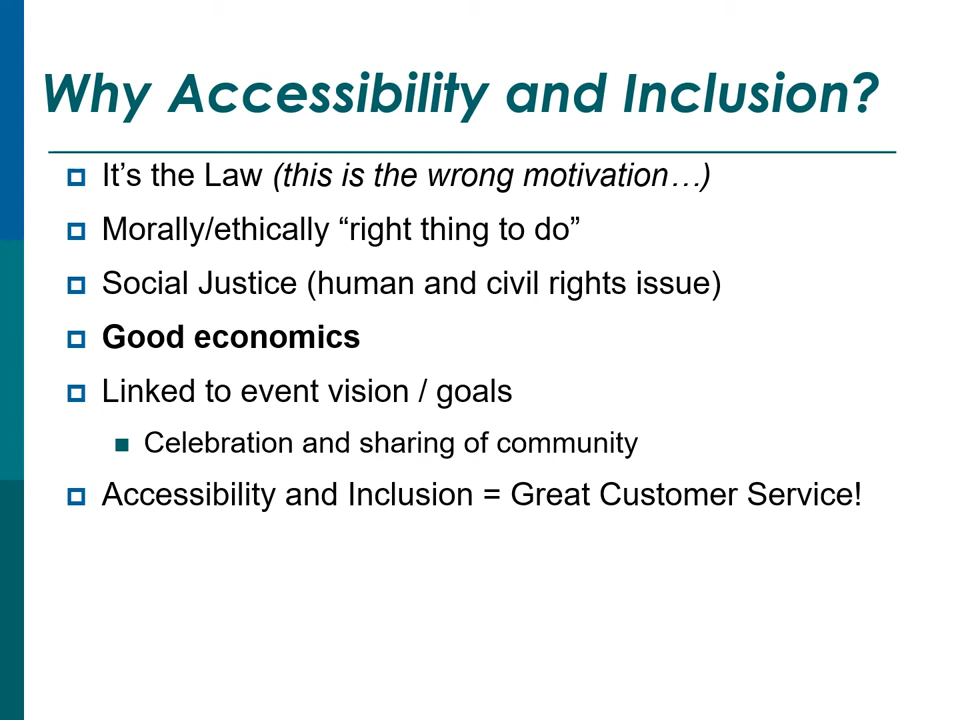 Why Accessibility and Inclusion?
It’s the Law (this is the wrong motivation…)
Morally/ethically “right thing to do”
Social Justice (human and civil rights issue)
Good economics
Linked to event vision / goals
Celebration and sharing of community
Accessibility and Inclusion = Great Customer Service!